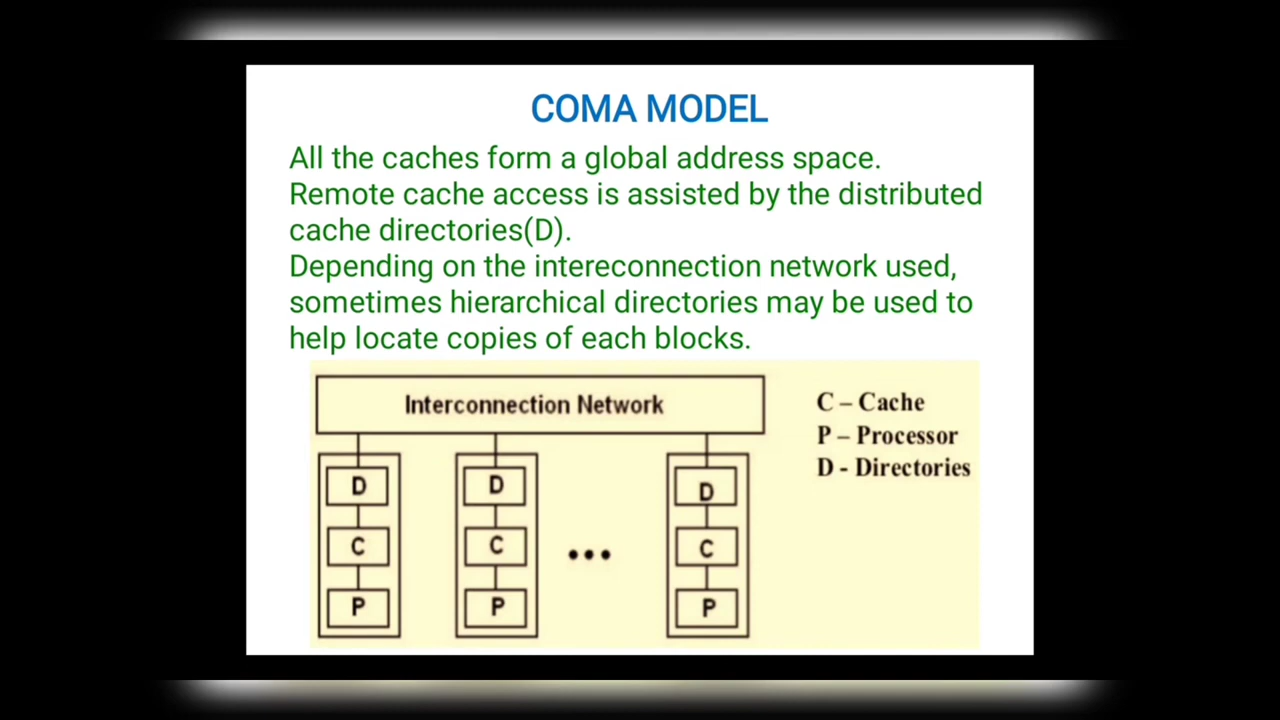 COMA MODEL
All the caches form a global address space.
Remote cache access is assisted by the distributed
cache directories(D).
Depending on the intereconnection network used,
sometimes hierarchical directories may be used to
help locate copies of each blocks.
Interconnection Network
C – Cache
P – Processor
D - Directories
D D D
C C ••• C
P P P